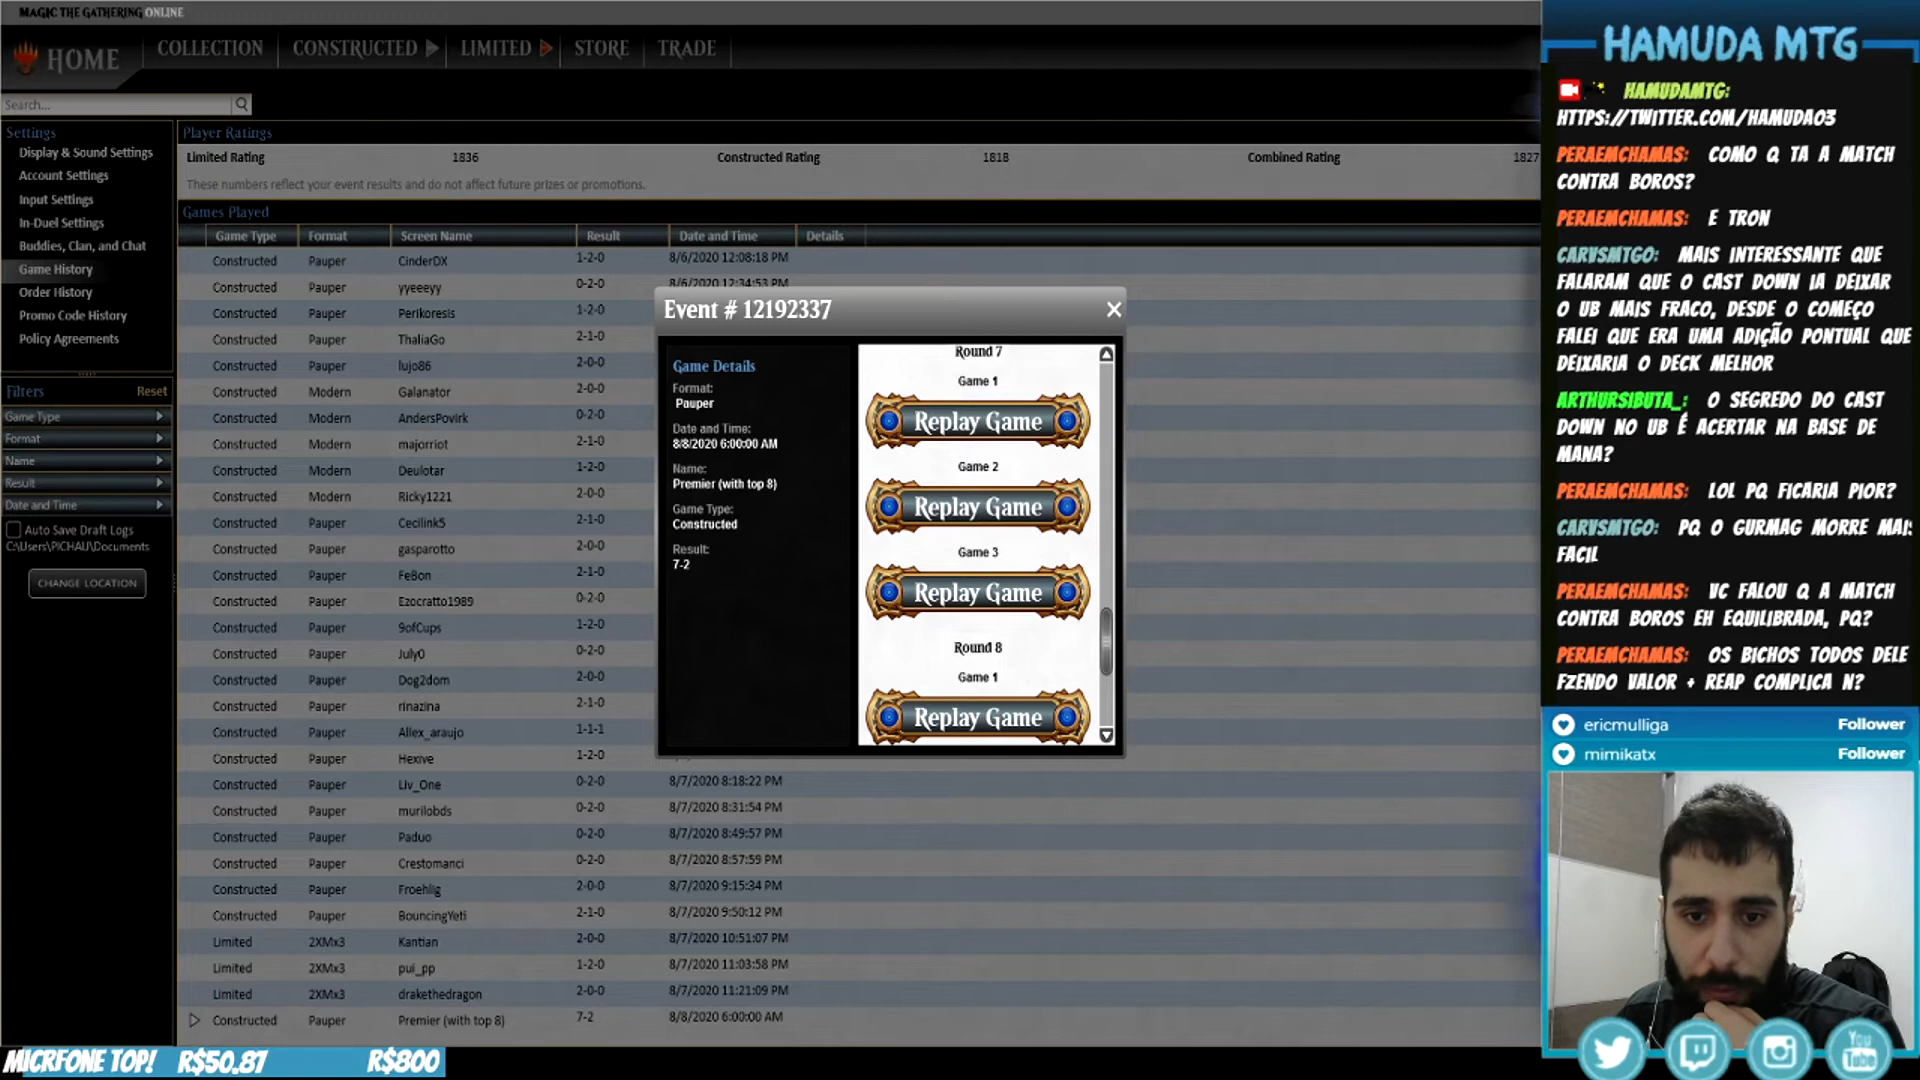 MAGIC THE GATHERING ONLINE
HOME
COLLECTION
CONSTRUCTED
LIMITED
STORE
TRADE
Search...
Settings
Display & Sound Settings
Account Settings
Input Settings
In-Duel Settings
Buddies, Clan, and Chat
Game History
Order History
Promo Code History
Policy Agreements
Filters Reset
Game Type
Format
Name
Result
Date and Time
Auto Save Draft Logs
C:\Users\PICHAU\Documents
CHANGE LOCATION
Player Ratings
Limited Rating 1836 Constructed Rating 1818 Combined Rating 1827
These numbers reflect your event results and do not affect future prizes or promotions.
Games Played
Game Type Format Screen Name Result Date and Time Details
Constructed Pauper CinderDX 1-2-0 8/6/2020 12:08:18 PM
Constructed Pauper yyeeeyy 0-2-0 8/6/2020 12:34:53 PM
Constructed Pauper Perikoresis 1-2-0
Constructed Pauper ThaliaGo 2-1-0
Constructed Pauper lujo86 2-0-0
Constructed Modern Galanator 2-0-0
Constructed Modern AndersPovirk 0-2-0
Constructed Modern majorriot 2-1-0
Constructed Modern Deulotar 1-2-0
Constructed Modern Ricky1221 2-0-0
Constructed Pauper Cecilink5 2-1-0
Constructed Pauper gasparotto 2-0-0
Constructed Pauper FeBon 2-1-0
Constructed Pauper Ezocratto1989 0-2-0
Constructed Pauper 9ofCups 1-2-0
Constructed Pauper July0 0-2-0
Constructed Pauper Dog2dom 2-0-0
Constructed Pauper rinazina 2-1-0
Constructed Pauper Allex_araujo 1-1-1
Constructed Pauper Hexive 1-2-0
Constructed Pauper Liv_One 0-2-0 8/7/2020 8:18:22 PM
Constructed Pauper murilobds 0-2-0 8/7/2020 8:31:54 PM
Constructed Pauper Paduo 0-2-0 8/7/2020 8:49:57 PM
Constructed Pauper Crestomanci 0-2-0 8/7/2020 8:57:59 PM
Constructed Pauper Froehlig 2-0-0 8/7/2020 9:15:34 PM
Constructed Pauper BouncingYeti 2-1-0 8/7/2020 9:50:12 PM
Limited 2XMx3 Kantian 2-0-0 8/7/2020 10:51:07 PM
Limited 2XMx3 pui_pp 1-2-0 8/7/2020 11:03:58 PM
Limited 2XMx3 drakethedragon 2-0-0 8/7/2020 11:21:09 PM
Constructed Pauper Premier (with top 8) 7-2 8/8/2020 6:00:00 AM
Event # 12192337
Game Details
Format:
Pauper
Date and Time:
8/8/2020 6:00:00 AM
Name:
Premier (with top 8)
Game Type:
Constructed
Result:
7-2
Round 7
Game 1
Replay Game
Game 2
Replay Game
Game 3
Replay Game
Round 8
Game 1
Replay Game
HAMUDA MTG
HAMUDAMTG:
HTTPS://TWITTER.COM/HAMUDA03
PERAEMCHAMAS: COMO Q TA A MATCH
CONTRA BOROS?
PERAEMCHAMAS: E TRON
CARVSMTGO: MAIS INTERESSANTE QUE
FALARAM QUE O CAST DOWN IA DEIXAR
O UB MAIS FRACO, DESDE O COMEÇO
FALEI QUE ERA UMA ADIÇÃO PONTUAL QUE
DEIXARIA O DECK MELHOR
ARTHURSIBUTA_: O SEGREDO DO CAST
DOWN NO UB É ACERTAR NA BASE DE
MANA?
PERAEMCHAMAS: LOL PQ FICARIA PIOR?
CARVSMTGO: PQ O GURMAG MORRE MAIS
FACIL
PERAEMCHAMAS: VC FALOU Q A MATCH
CONTRA BOROS EH EQUILIBRADA, PQ?
PERAEMCHAMAS: OS BICHOS TODOS DELE
FZENDO VALOR + REAP COMPLICA N?
ericmulliga Follower
mimikatx Follower
MICRFONE TOP! R$50.87 R$800
You
Tube